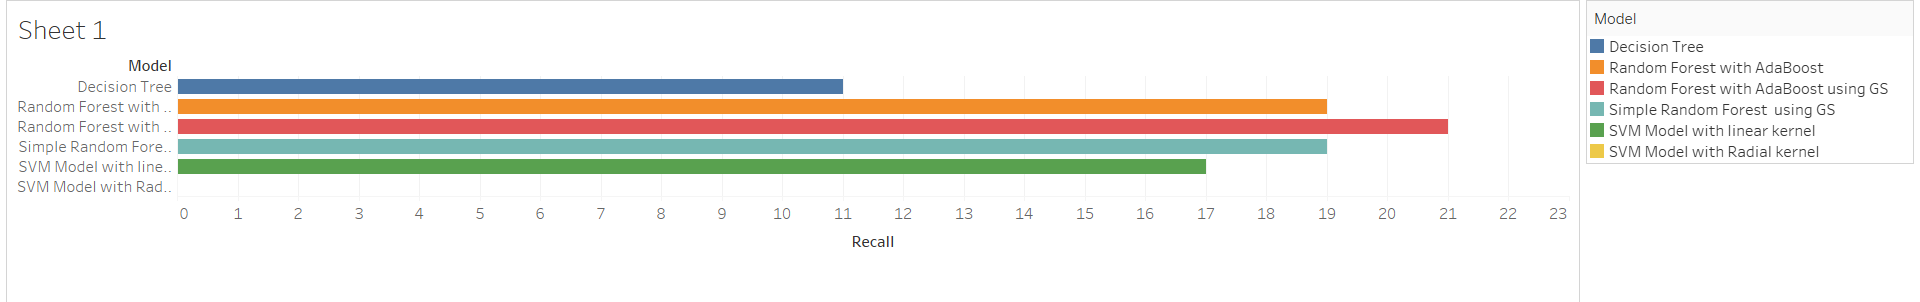 Sheet 1
Model
Decision Tree
Random Forest with ..
Random Forest with ..
Simple Random Fore..
SVM Model with line..
SVM Model with Rad..
0 1 2 3 4 5 6 7 8 9 10 11 12 13 14 15 16 17 18 19 20 21 22 23
Recall
Model
Decision Tree
Random Forest with AdaBoost
Random Forest with AdaBoost using GS
Simple Random Forest  using GS
SVM Model with linear kernel
SVM Model with Radial kernel